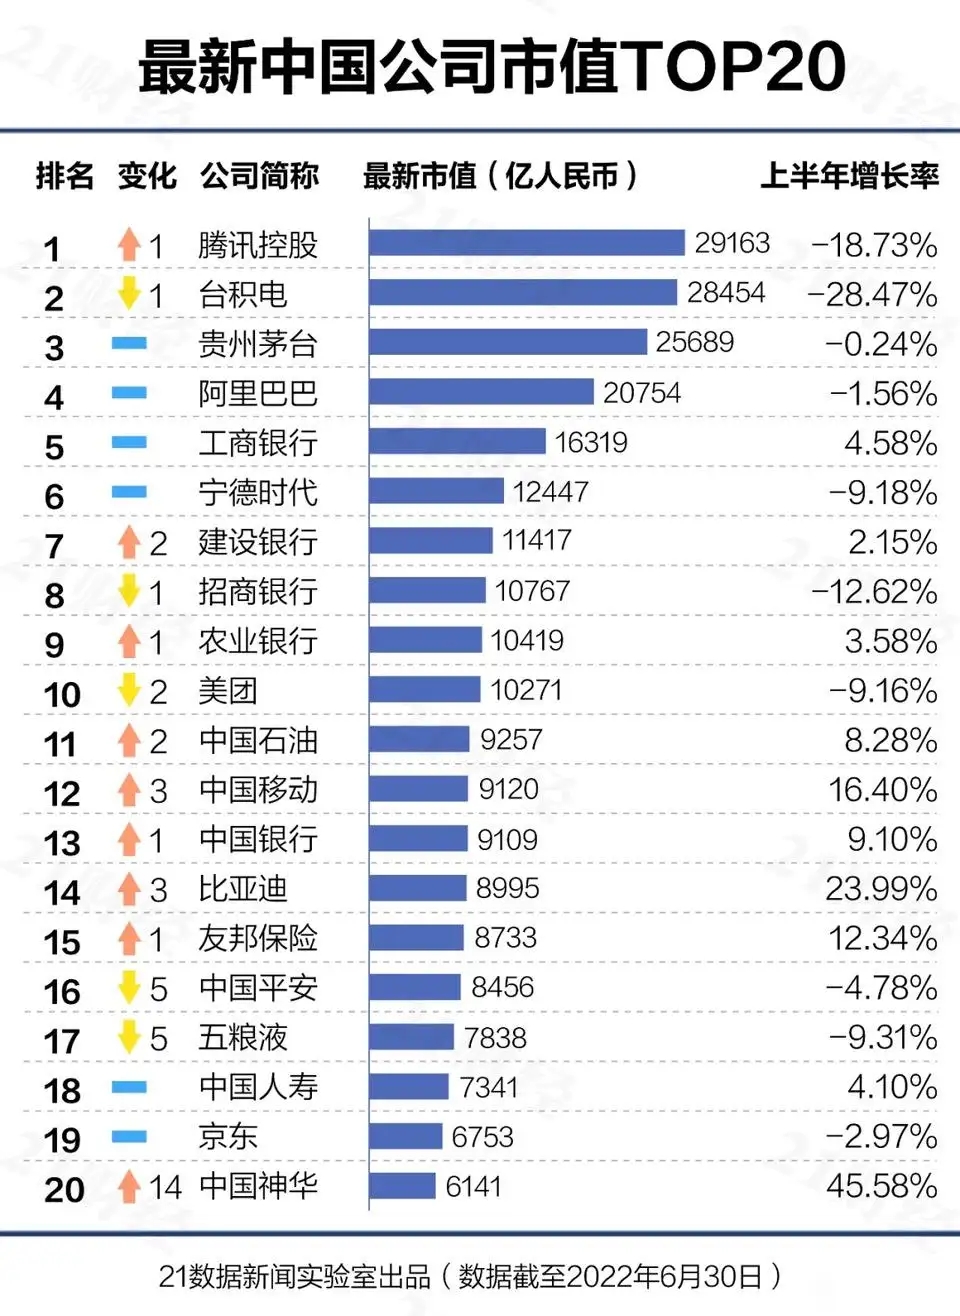 最新中国公司市值TOP20
排名 变化 公司简称 最新市值（亿人民币） 上半年增长率
1 1 腾讯控股 29163 -18.73%
2 1 台积电 28454 -28.47%
3 贵州茅台 25689 -0.24%
4 阿里巴巴 20754 -1.56%
5 工商银行 16319 4.58%
6 宁德时代 12447 -9.18%
7 2 建设银行 11417 2.15%
8 1 招商银行 10767 -12.62%
9 1 农业银行 10419 3.58%
10 2 美团 10271 -9.16%
11 2 中国石油 9257 8.28%
12 3 中国移动 9120 16.40%
13 1 中国银行 9109 9.10%
14 3 比亚迪 8995 23.99%
15 1 友邦保险 8733 12.34%
16 5 中国平安 8456 -4.78%
17 5 五粮液 7838 -9.31%
18 中国人寿 7341 4.10%
19 京东 6753 -2.97%
20 14 中国神华 6141 45.58%
21数据新闻实验室出品（数据截至2022年6月30日）